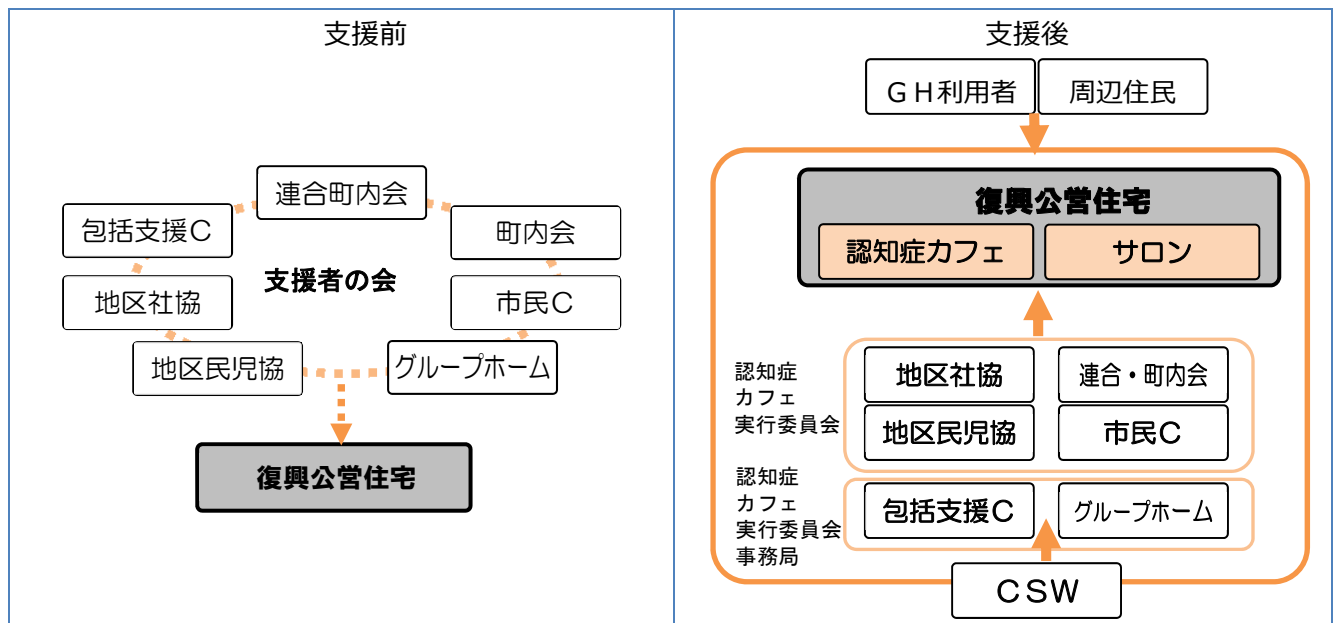 支援前
連合町内会
包括支援C
町内会
支援者の会
地区社協
市民C
地区民児協
グループホーム
復興公営住宅
支援後
GH利用者
周辺住民
復興公営住宅
認知症カフェ
サロン
認知症
カフェ
実行委員会
地区社協
連合・町内会
地区民児協
市民C
認知症
カフェ
実行委員会
事務局
包括支援C
グループホーム
CSW